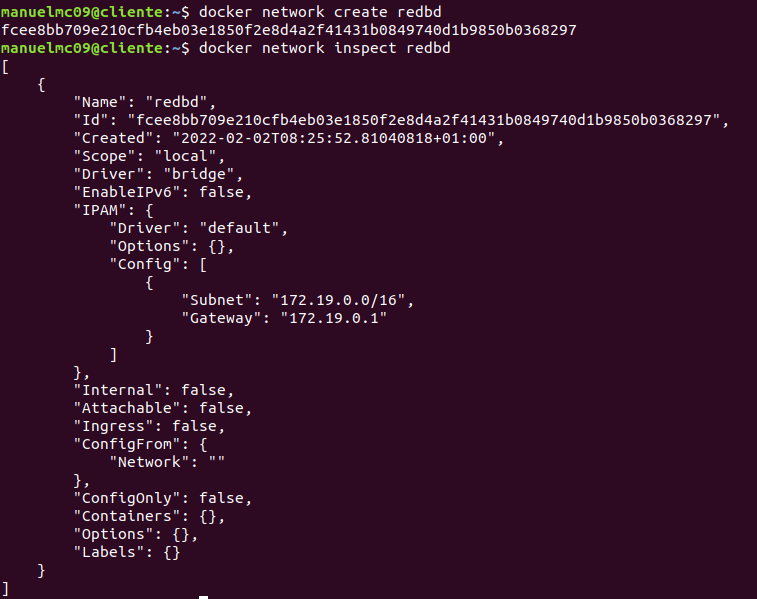 manuelmc09@cliente:~$ docker network create redbd
fcee8bb709e210cfb4eb03e1850f2e8d4a2f41431b0849740d1b9850b0368297
manuelmc09@cliente:~$ docker network inspect redbd
[
    {
        "Name": "redbd",
        "Id": "fcee8bb709e210cfb4eb03e1850f2e8d4a2f41431b0849740d1b9850b0368297",
        "Created": "2022-02-02T08:25:52.81040818+01:00",
        "Scope": "local",
        "Driver": "bridge",
        "EnableIPv6": false,
        "IPAM": {
            "Driver": "default",
            "Options": {},
            "Config": [
                {
                    "Subnet": "172.19.0.0/16",
                    "Gateway": "172.19.0.1"
                }
            ]
        },
        "Internal": false,
        "Attachable": false,
        "Ingress": false,
        "ConfigFrom": {
            "Network": ""
        },
        "ConfigOnly": false,
        "Containers": {},
        "Options": {},
        "Labels": {}
    }
]